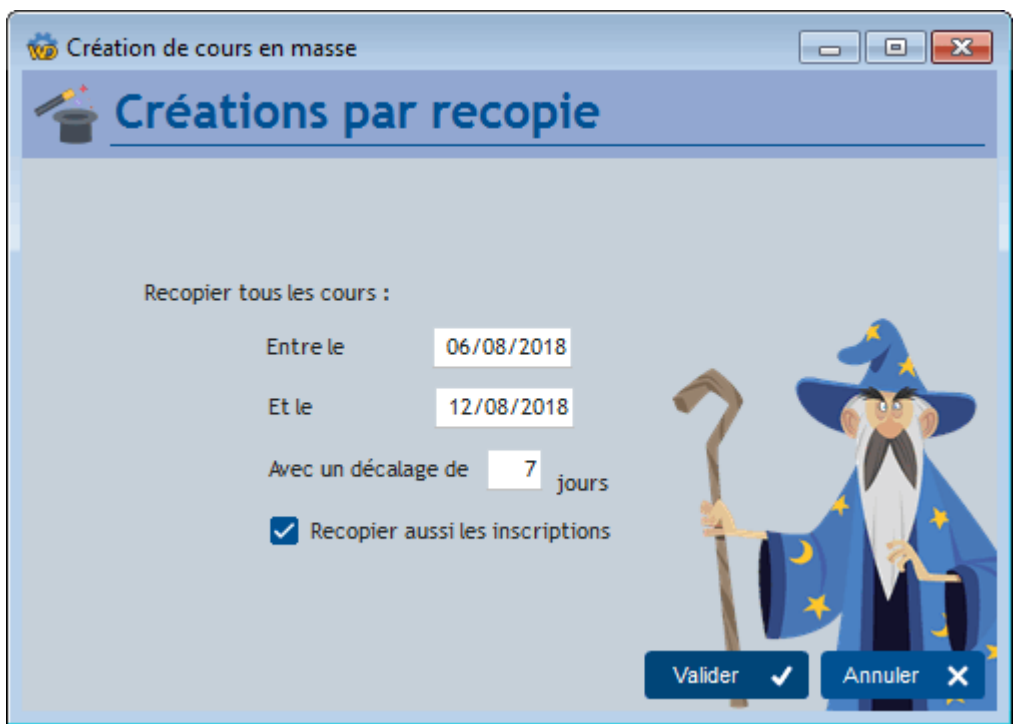 Création de cours en masse
Créations par recopie
Recopier tous les cours :
Entre le 06/08/2018
Et le 12/08/2018
Avec un décalage de 7 jours
Recopier aussi les inscriptions
Valider Annuler